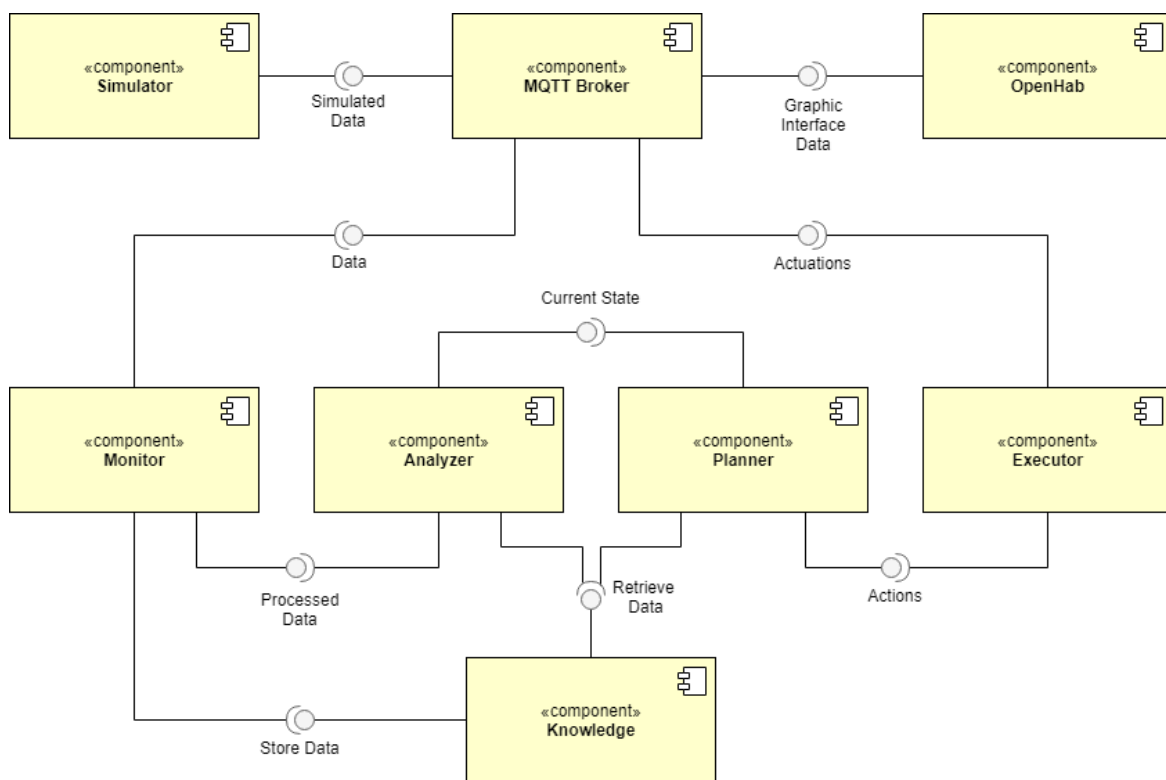 «component»
Simulator
Simulated
Data
«component»
MQTT Broker
Graphic
Interface
Data
«component»
OpenHab
Data
Actuations
Current State
«component»
Monitor
«component»
Analyzer
«component»
Planner
«component»
Executor
Processed
Data
Retrieve
Data
Actions
Store Data
«component»
Knowledge